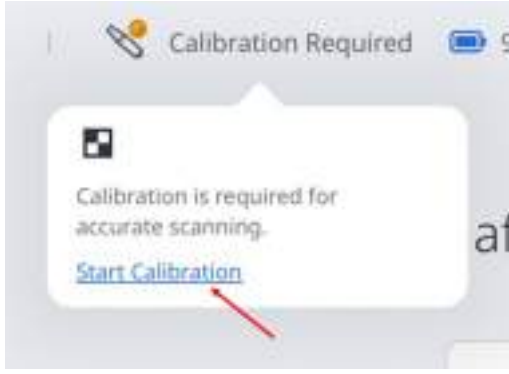 Calibration Required
Calibration is required for
accurate scanning.
Start Calibration